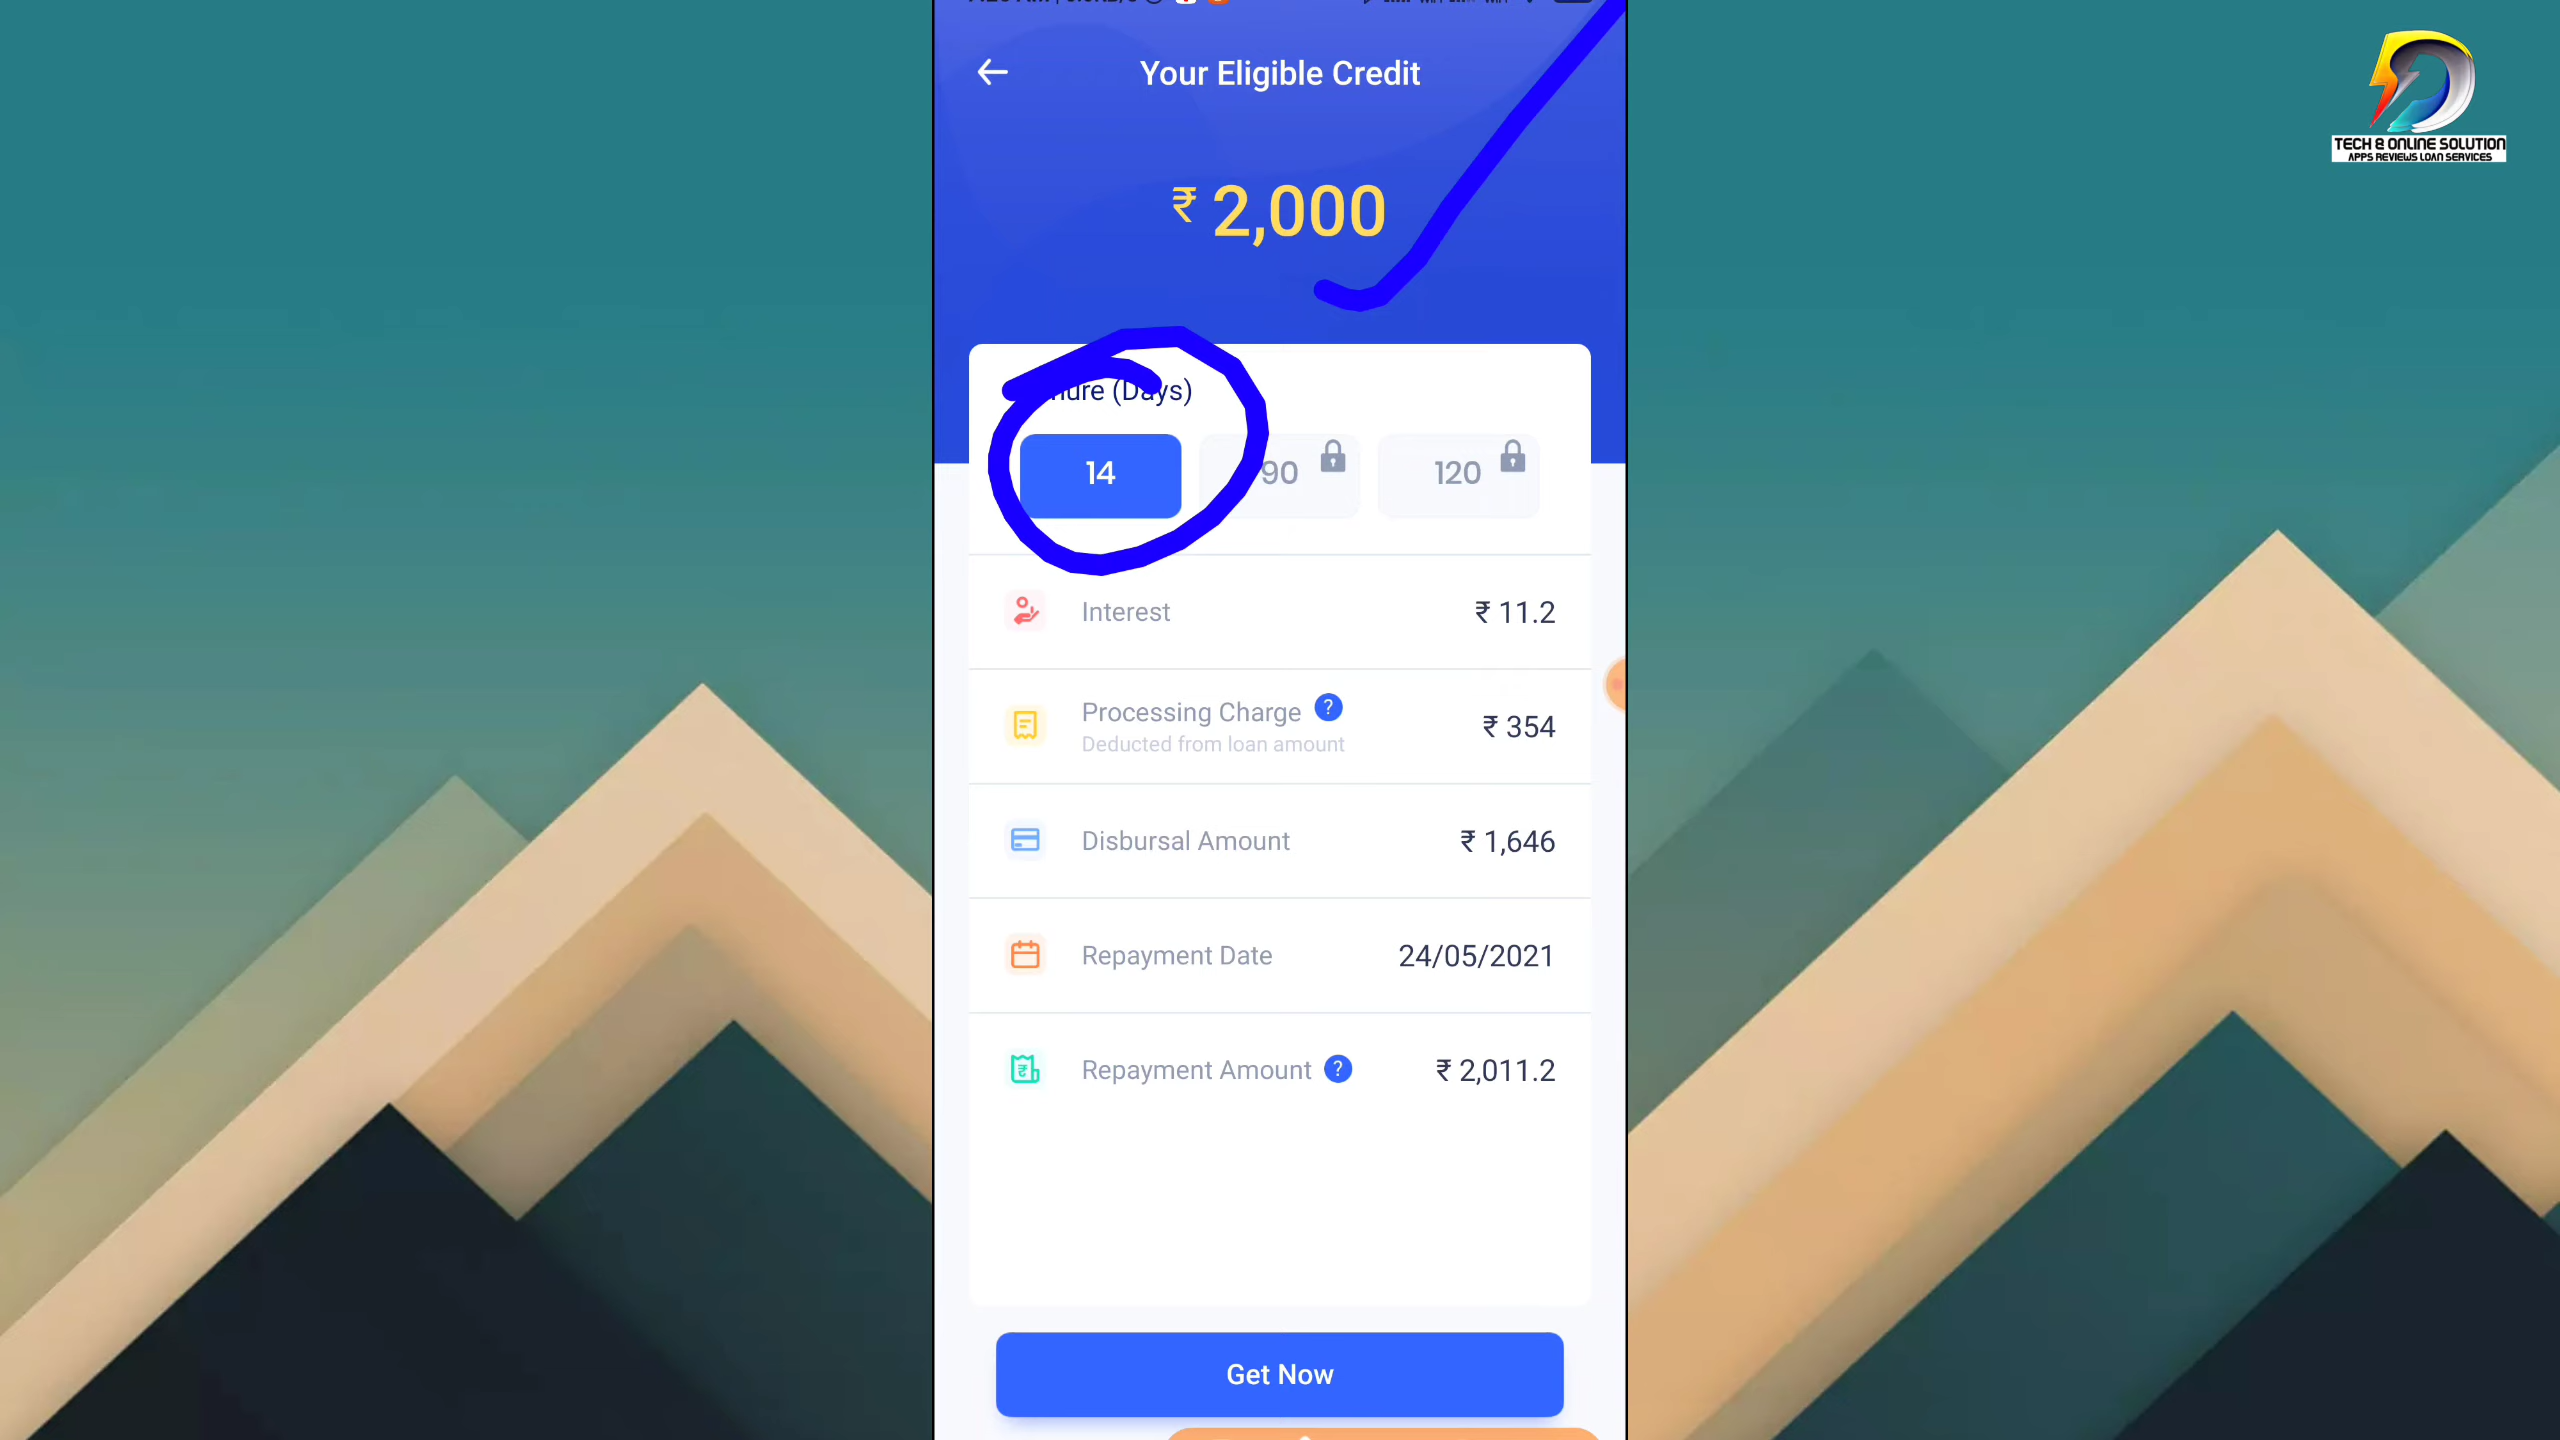 Your Eligible Credit
TECH & ONLINE SOLUTION
APPS REVIEWS LOAN SERVICES
₹ 2,000
(Days)
14
90
120
Interest
₹ 11.2
Processing Charge ?
Deducted from loan amount
₹ 354
Disbursal Amount
₹ 1,646
Repayment Date
24/05/2021
Repayment Amount ?
₹ 2,011.2
Get Now